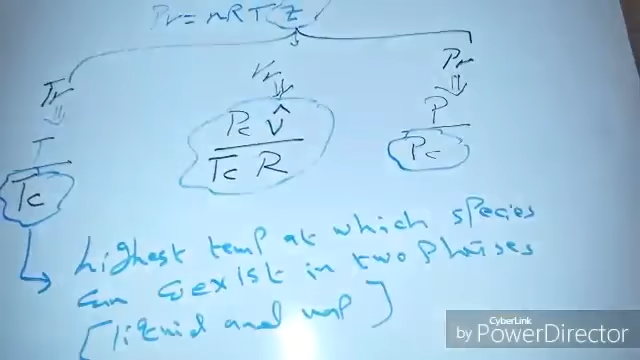 Pv=nRTz
Tr Vr Pr
⇓ ⇓ ⇓
T/Tc Pc V̂/Tc R P/Pc
highest temp at which species
can coexist in two phases
[liquid and vap]
CyberLink
by PowerDirector